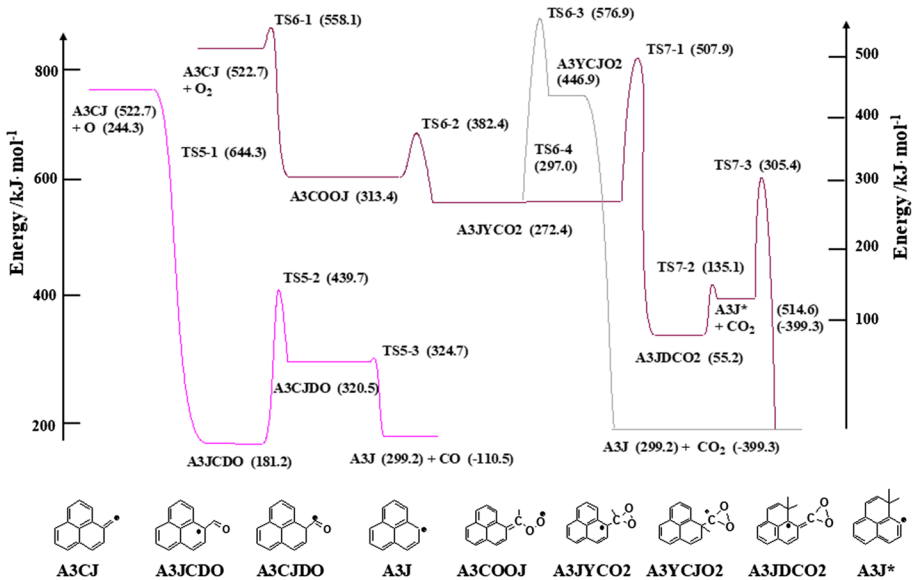 TS6-1 (558.1)
TS6-3 (576.9)
TS7-1 (507.9)
500
800
A3CJ (522.7)
+ O2
A3YCJO2
(446.9)
A3CJ (522.7)
+ O (244.3)
TS6-2 (382.4)
400
TS5-1 (644.3)
TS6-4
(297.0)
TS7-3 (305.4)
600
300
A3COOJ (313.4)
A3JYCO2 (272.4)
Energy /kJ·mol-1
Energy /kJ·mol-1
200
TS5-2 (439.7)
TS7-2 (135.1)
400
A3J*
+ CO2
(514.6)
(-399.3)
100
TS5-3 (324.7)
A3JDCO2 (55.2)
A3CJDO (320.5)
200
A3JCDO (181.2)
A3J (299.2) + CO (-110.5)
A3J (299.2) + CO2 (-399.3)
O
O
C
O
O
C
O
O
C
O
O
C
O
O
A3CJ
A3JCDO
A3CJDO
A3J
A3COOJ
A3JYCO2
A3YCJO2
A3JDCO2
A3J*